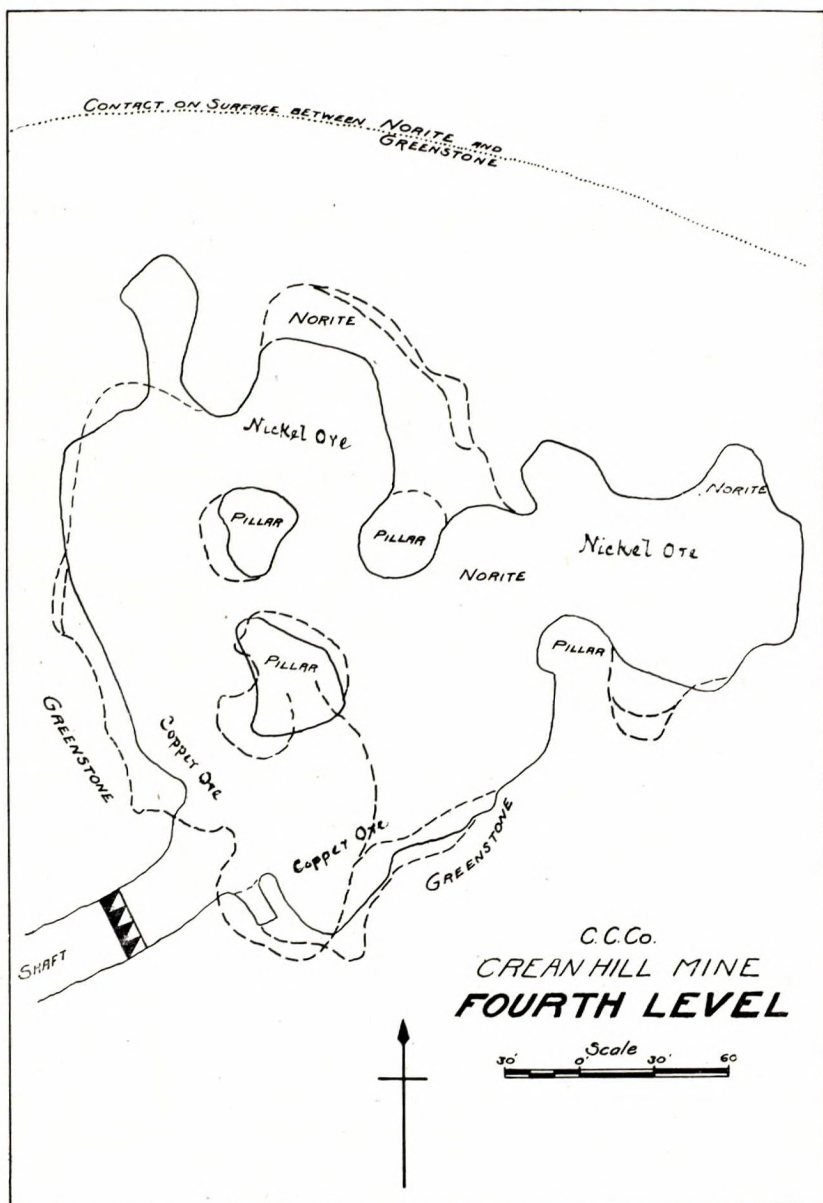 CONTACT ON SURFACE BETWEEN NORITE AND
GREENSTONE
NORITE
Nickel Ore
NORITE
PILLAR
PILLAR
Nickel Ore
NORITE
PILLAR
PILLAR
GREENSTONE
Copper Ore
Copper Ore
GREENSTONE
SHAFT
C.C.Co.
CREAN HILL MINE
FOURTH LEVEL
Scale
30' 0' 30' 60